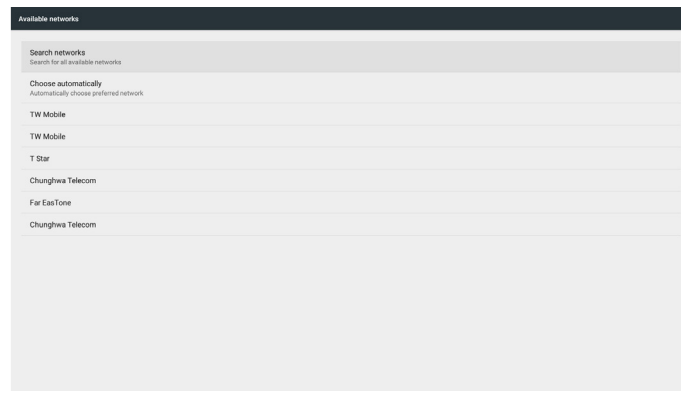 Available networks
Search networks
Search for all available networks
Choose automatically
Automatically choose preferred network
TW Mobile
TW Mobile
T Star
Chunghwa Telecom
Far EasTone
Chunghwa Telecom